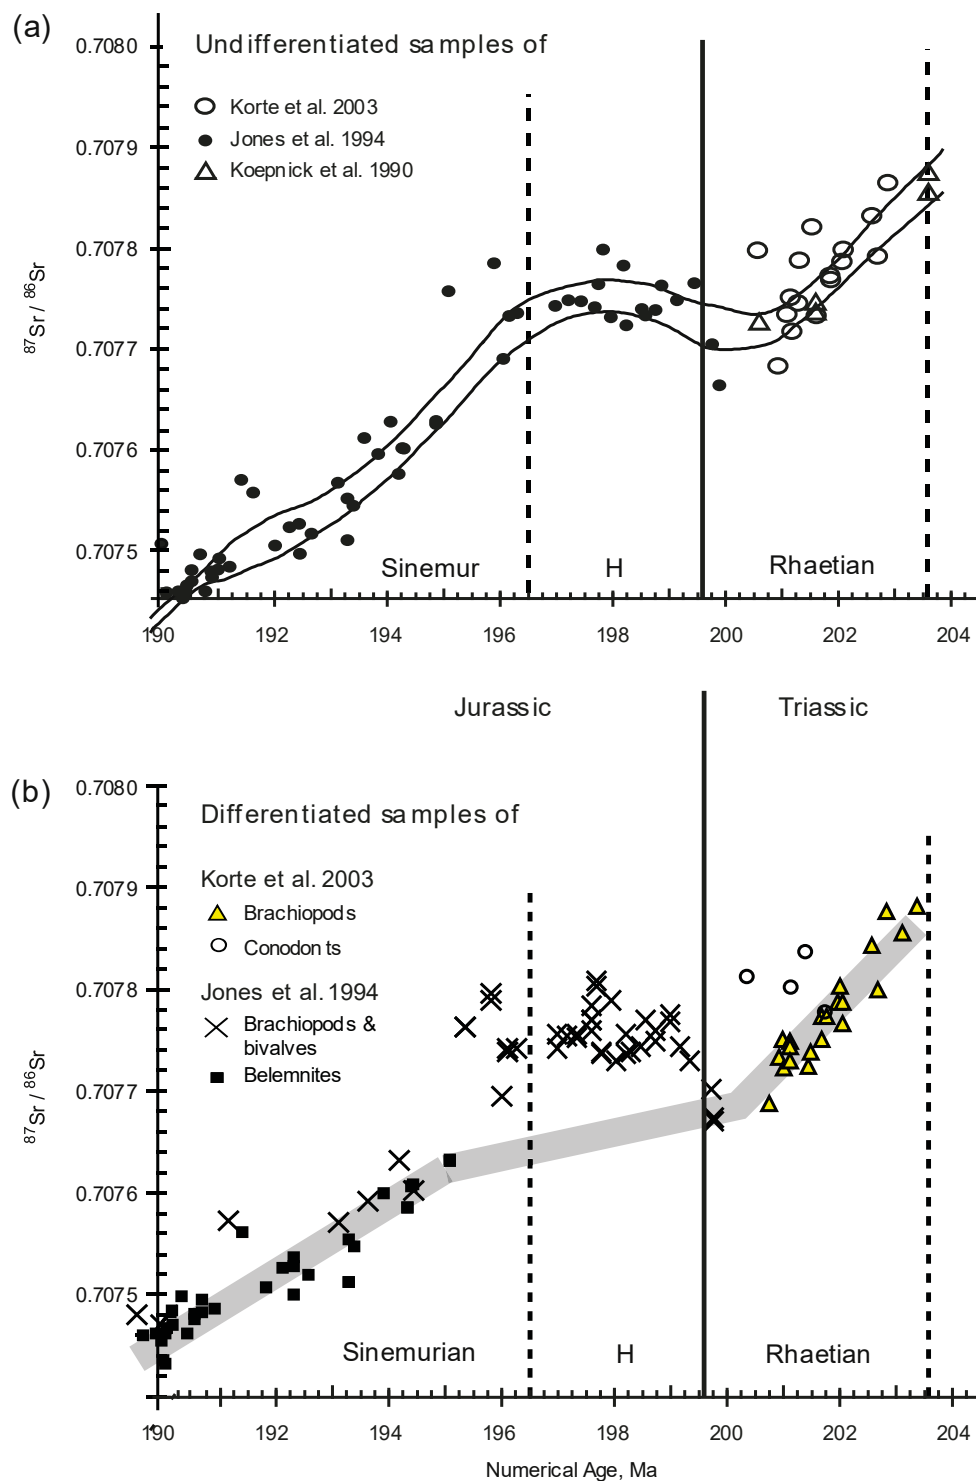 (a)
Undifferentiated samples of
Korte et al. 2003
Jones et al. 1994
Koepnick et al. 1990
0.7080
0.7079
0.7078
0.7077
0.7076
0.7075
87Sr / 86Sr
Sinemur H Rhaetian
190 192 194 196 198 200 202 204
Jurassic Triassic
(b)
Differentiated samples of
Korte et al. 2003
Brachiopods
Conodonts
Jones et al. 1994
Brachiopods &
bivalves
Belemnites
0.7080
0.7079
0.7078
0.7077
0.7076
0.7075
87Sr / 86Sr
Sinemurian H Rhaetian
190 192 194 196 198 200 202 204
Numerical Age, Ma